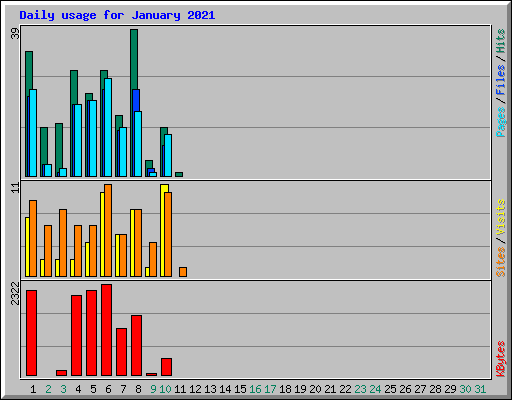 Daily usage for January 2021
39
11
2322
Pages / Files / Hits
Sites / Visits
KBytes
1 2 3 4 5 6 7 8 9 10 11 12 13 14 15 16 17 18 19 20 21 22 23 24 25 26 27 28 29 30 31